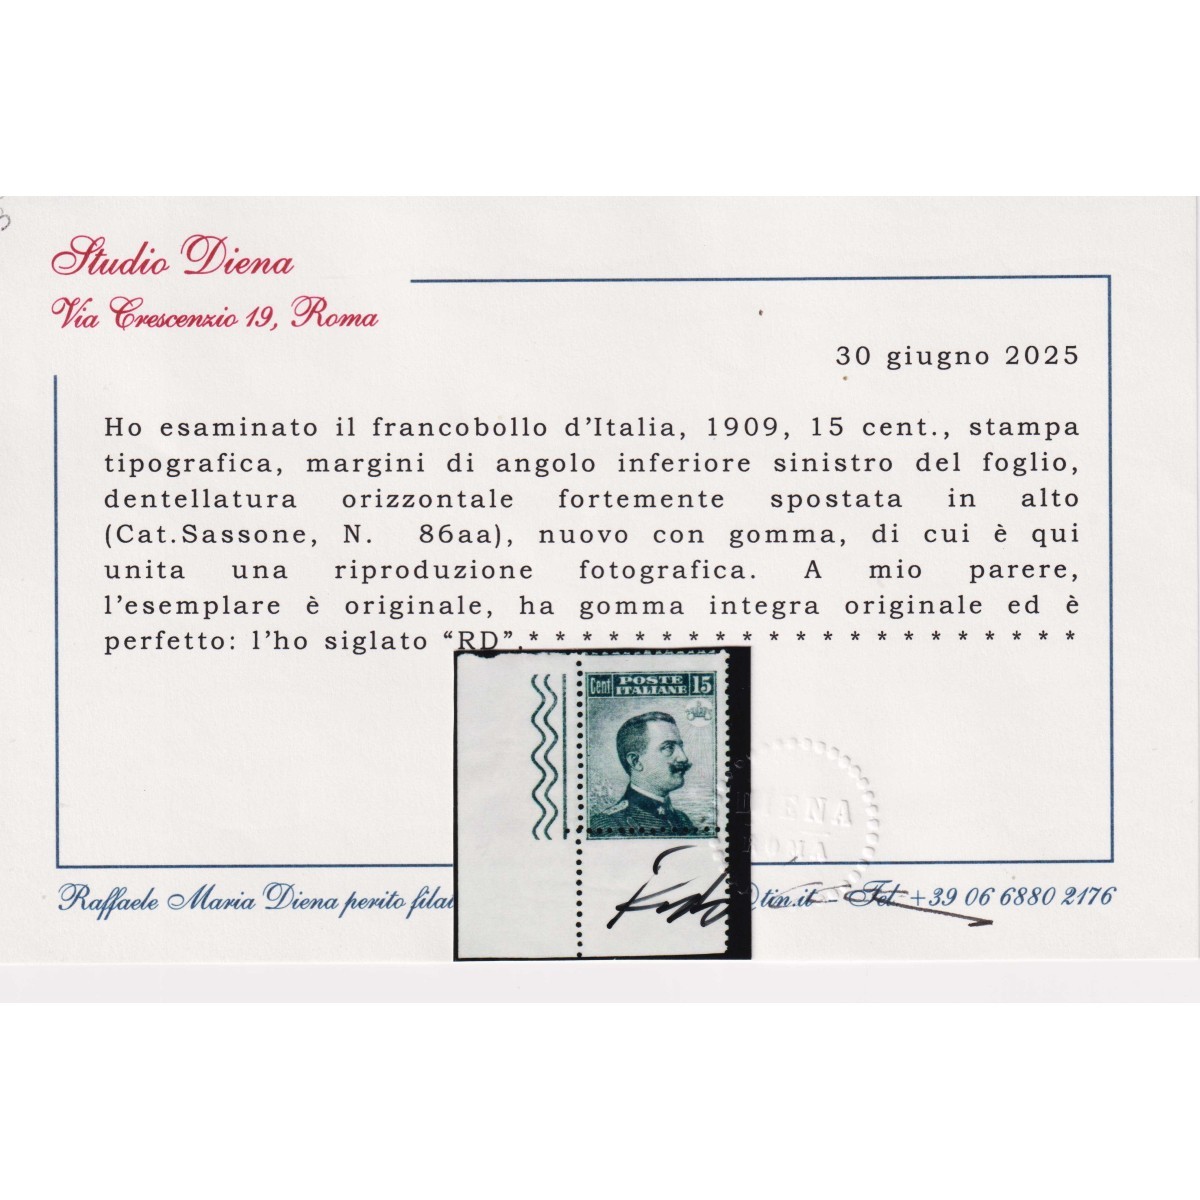 Studio Diena
Via Crescenzio 19, Roma
30 giugno 2025
Ho esaminato il francobollo d'Italia, 1909, 15 cent., stampa
tipografica, margini di angolo inferiore sinistro del foglio,
dentellatura orizzontale fortemente spostata in alto
(Cat.Sassone, N. 86aa), nuovo con gomma, di cui è qui
unita una riproduzione fotografica. A mio parere,
l'esemplare è originale, ha gomma integra originale ed è
perfetto: l'ho siglato “RD”.* * * * * * * * * * * * * * * * * * * * *
Cent POSTE ITALIANE 15
DIENA
ROMA
Raffaele Maria Diena perito filat @tin.it - Tel. +39 06 6880 2176